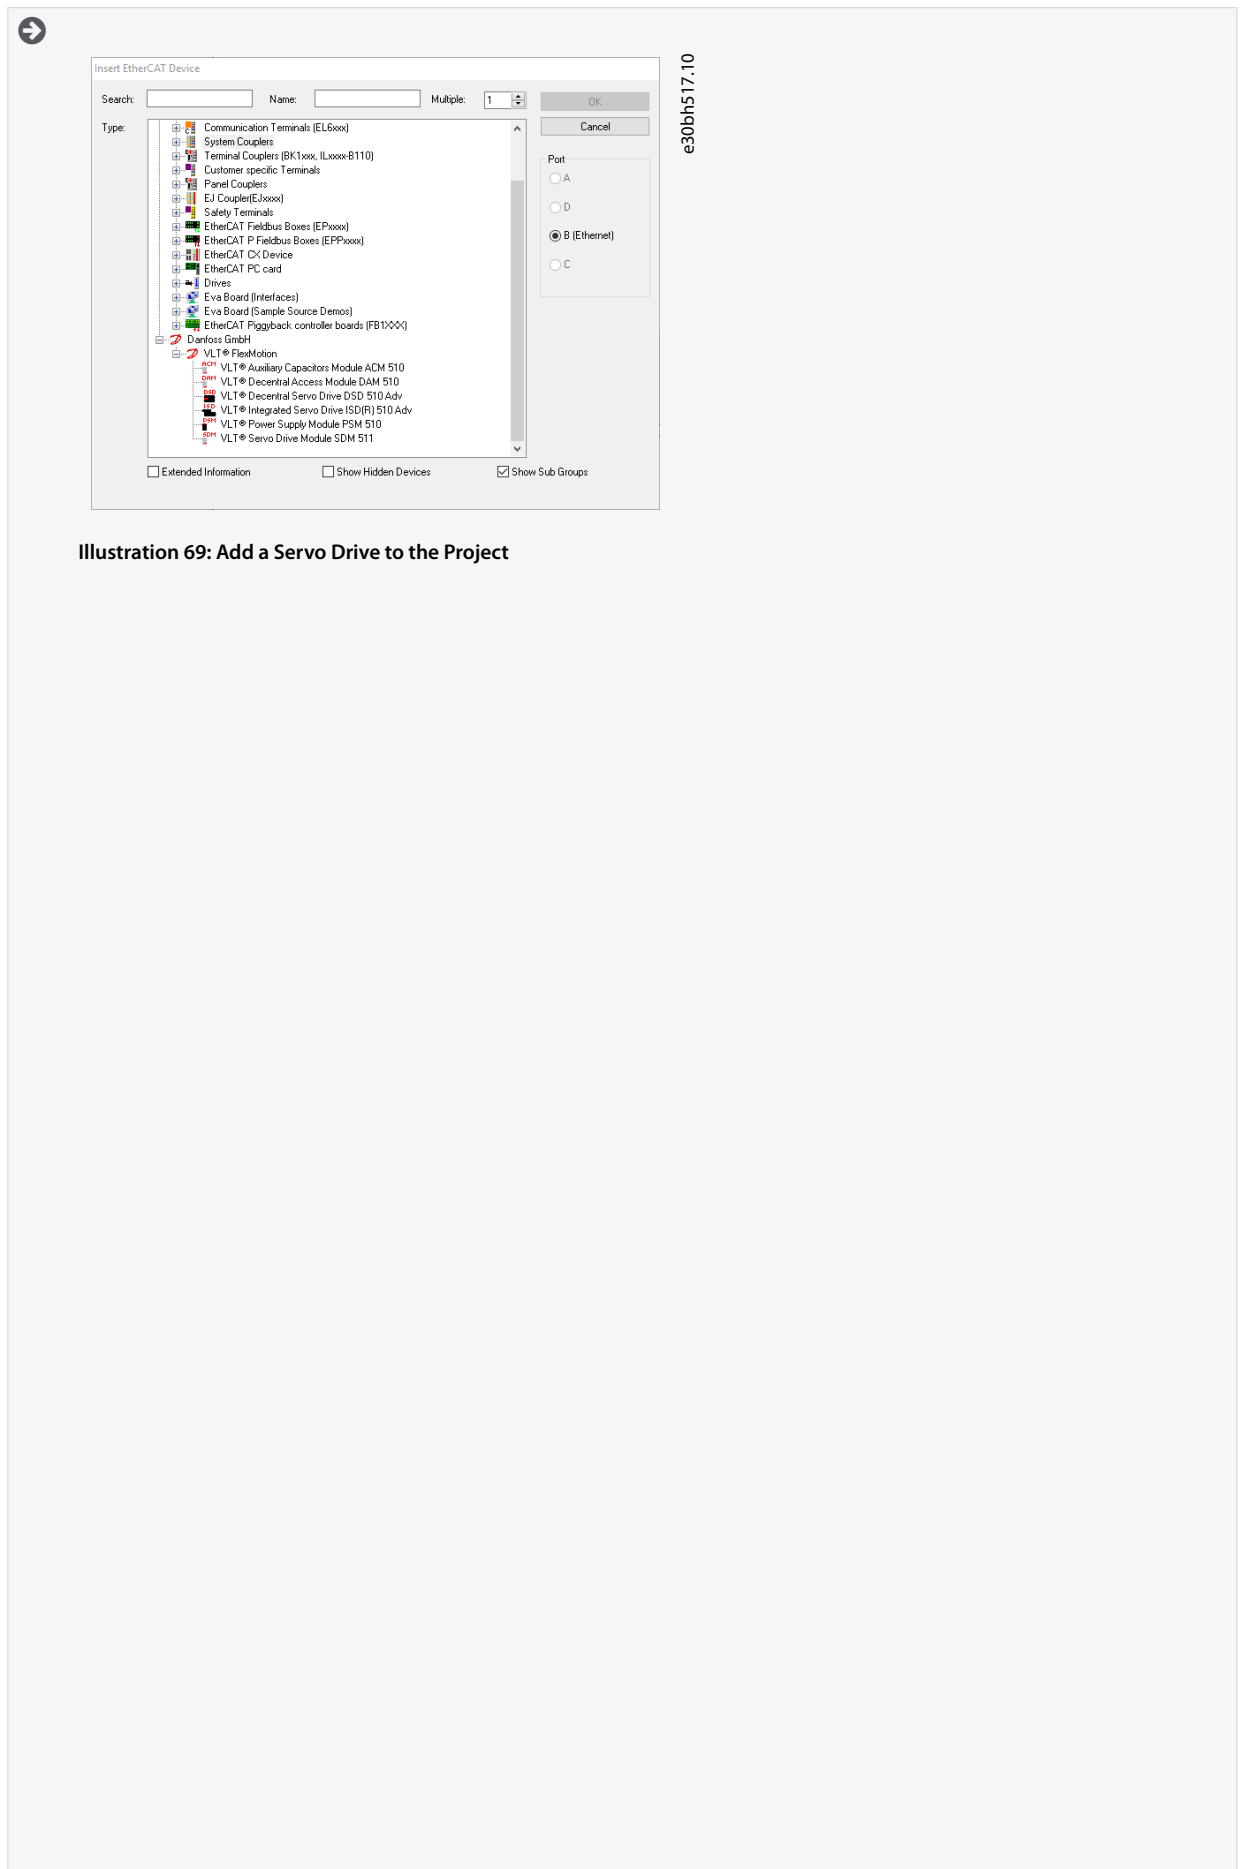 Insert EtherCAT Device
Search:
Name:
Multiple: 1
OK
Type:
Cancel
Communication Terminals (EL6xxx)
System Couplers
Terminal Couplers (BK1xxx, ILxxxx-B110)
Customer specific Terminals
Panel Couplers
EJ Coupler(EJxxxx)
Safety Terminals
EtherCAT Fieldbus Boxes (EPxxxx)
EtherCAT P Fieldbus Boxes (EPPxxxx)
EtherCAT CX Device
EtherCAT PC card
Drives
Eva Board (Interfaces)
Eva Board (Sample Source Demos)
EtherCAT Piggyback controller boards (FB1XXX)
Danfoss GmbH
VLT® FlexMotion
ACM VLT® Auxiliary Capacitors Module ACM 510
DAM VLT® Decentral Access Module DAM 510
DSD VLT® Decentral Servo Drive DSD 510 Adv
ISD VLT® Integrated Servo Drive ISD(R) 510 Adv
PSM VLT® Power Supply Module PSM 510
SDM VLT® Servo Drive Module SDM 511
Port
A
D
B (Ethernet)
C
Extended Information
Show Hidden Devices
Show Sub Groups
e30bh517.10
Illustration 69: Add a Servo Drive to the Project